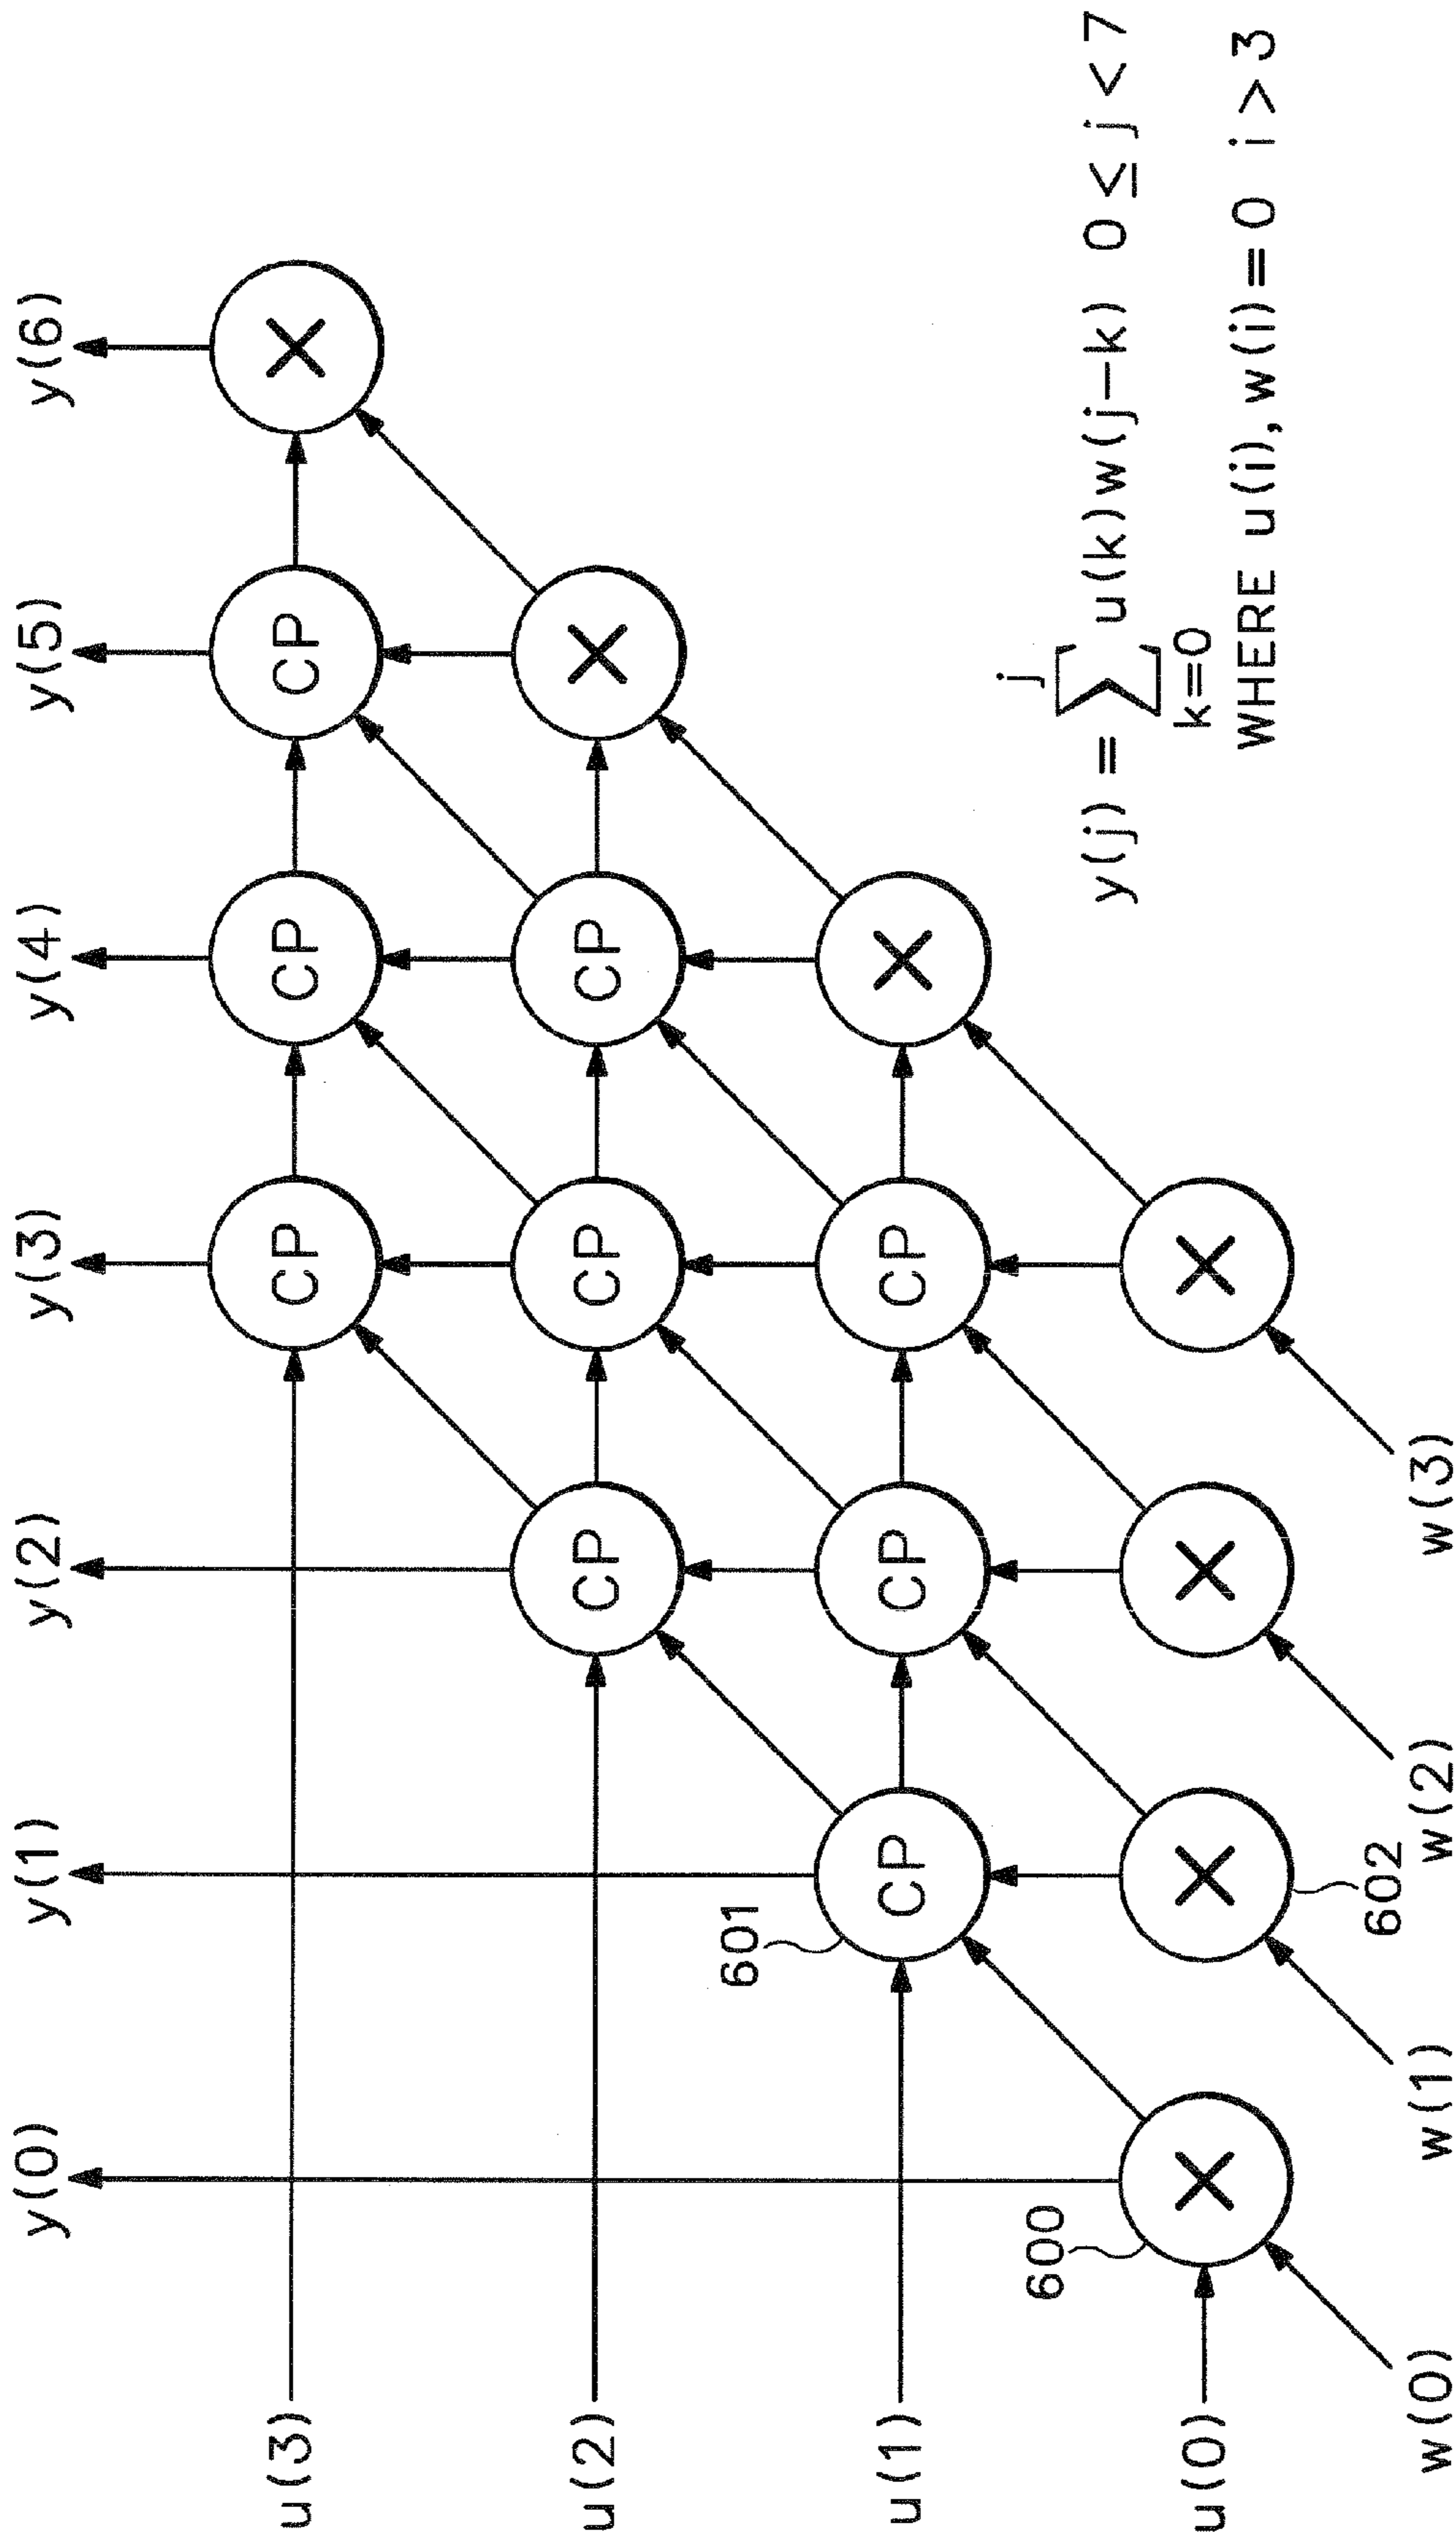 y(0) y(1) y(2) y(3) y(4) y(5) y(6)
u(3) CP CP CP ×
u(2) CP CP CP ×
601
u(1) CP CP CP ×
600
u(0) × × × ×
602
w(0) w(1) w(2) w(3)
j
y(j) = ∑ u(k)w(j–k) 0 ≤ j < 7
k=0
WHERE u(i), w(i) = 0 i > 3